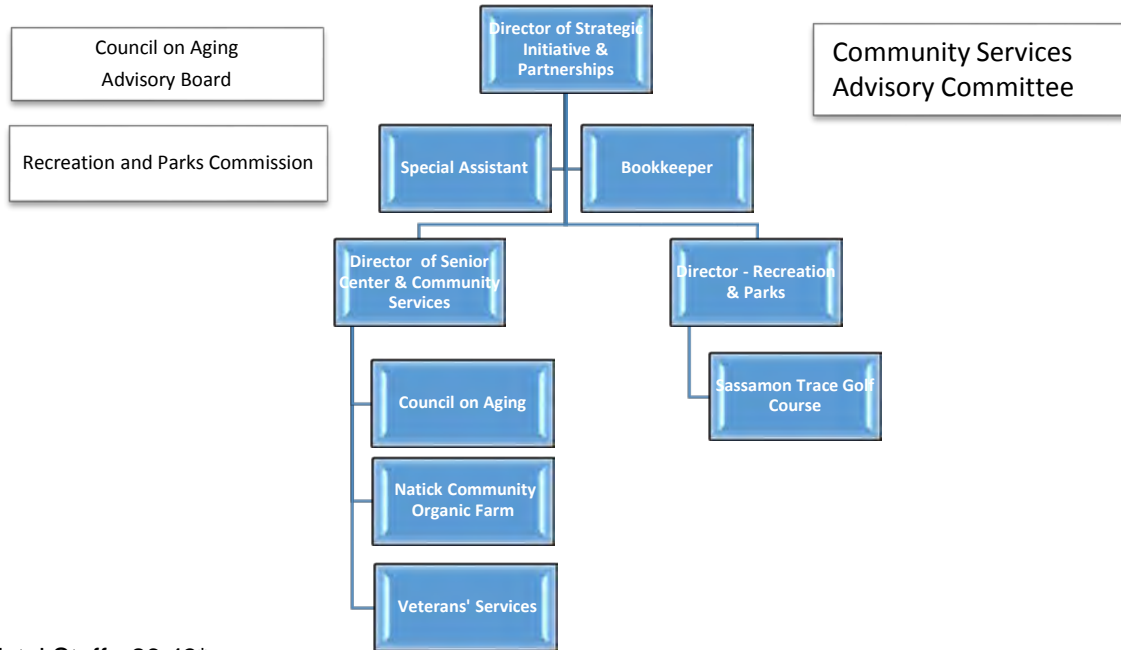 Director of Strategic
Initiative &
Partnerships
Council on Aging
Advisory Board
Community Services
Advisory Committee
Recreation and Parks Commission
Special Assistant
Bookkeeper
Director of Senior
Center & Community
Services
Director - Recreation
& Parks
Council on Aging
Sassamon Trace Golf
Course
Natick Community
Organic Farm
Veterans' Services